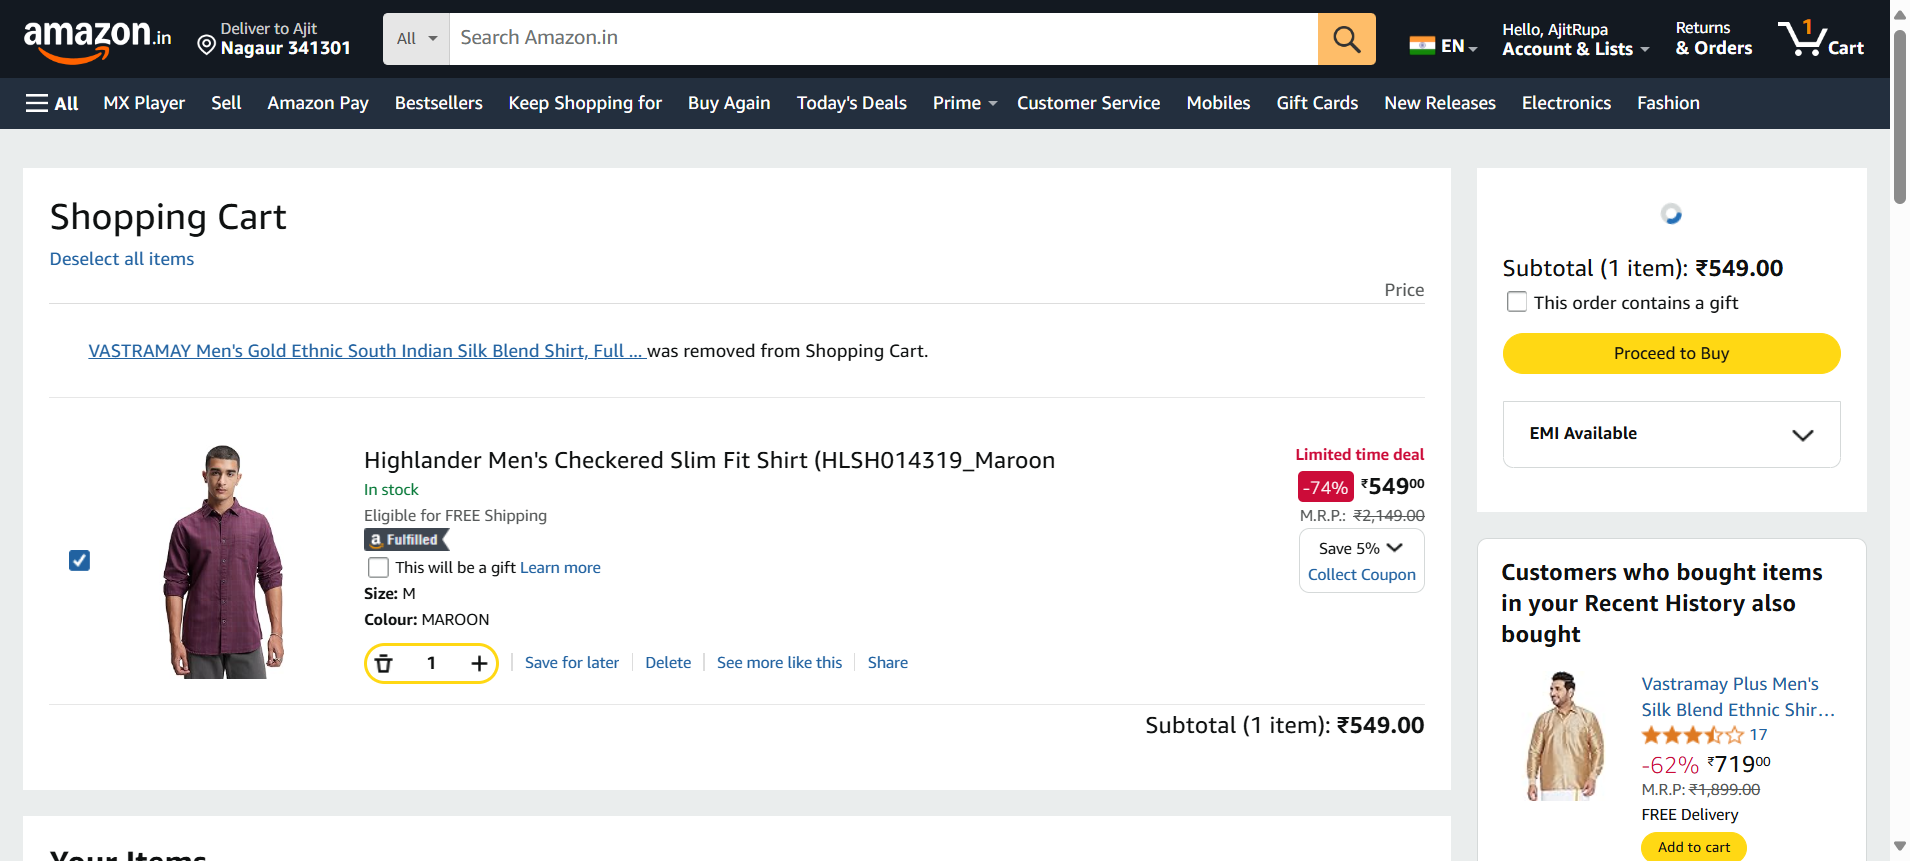 amazon.in
Deliver to Ajit
Nagaur 341301
All
Search Amazon.in
EN
Hello, AjitRupa
Account & Lists
Returns
& Orders
1
Cart
All
MX Player
Sell
Amazon Pay
Bestsellers
Keep Shopping for
Buy Again
Today's Deals
Prime
Customer Service
Mobiles
Gift Cards
New Releases
Electronics
Fashion
Shopping Cart
Deselect all items
Price
VASTRAMAY Men's Gold Ethnic South Indian Silk Blend Shirt, Full ... was removed from Shopping Cart.
Highlander Men's Checkered Slim Fit Shirt (HLSH014319_Maroon
In stock
Eligible for FREE Shipping
a Fulfilled
This will be a gift Learn more
Size: M
Colour: MAROON
1
Save for later
Delete
See more like this
Share
Limited time deal
-74% ₹54900
M.R.P.: ₹2,149.00
Save 5%
Collect Coupon
Subtotal (1 item): ₹549.00
Your Items
Subtotal (1 item): ₹549.00
This order contains a gift
Proceed to Buy
EMI Available
Customers who bought items
in your Recent History also
bought
Vastramay Plus Men's
Silk Blend Ethnic Shir...
17
-62% ₹71900
M.R.P: ₹1,899.00
FREE Delivery
Add to cart